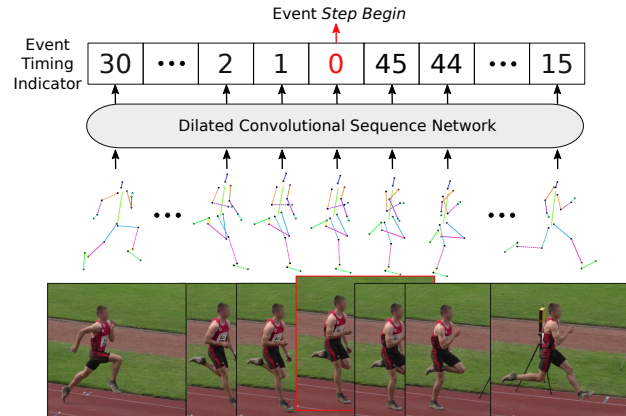 Event Step Begin
Event
Timing
Indicator
30 ••• 2 1 0 45 44 ••• 15
Dilated Convolutional Sequence Network
••• •••